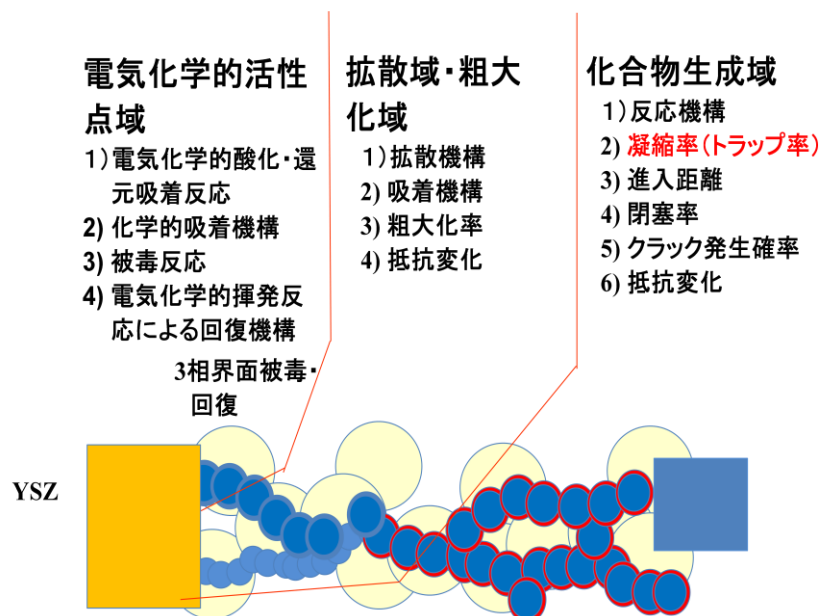 電気化学的活性
点域
1)電気化学的酸化・還
元吸着反応
2) 化学的吸着機構
3) 被毒反応
4) 電気化学的揮発反
応による回復機構
3相界面被毒・
回復
拡散域・粗大
化域
1)拡散機構
2) 吸着機構
3) 粗大化率
4) 抵抗変化
化合物生成域
1)反応機構
2) 凝縮率(トラップ率)
3) 進入距離
4) 閉塞率
5) クラック発生確率
6) 抵抗変化
YSZ